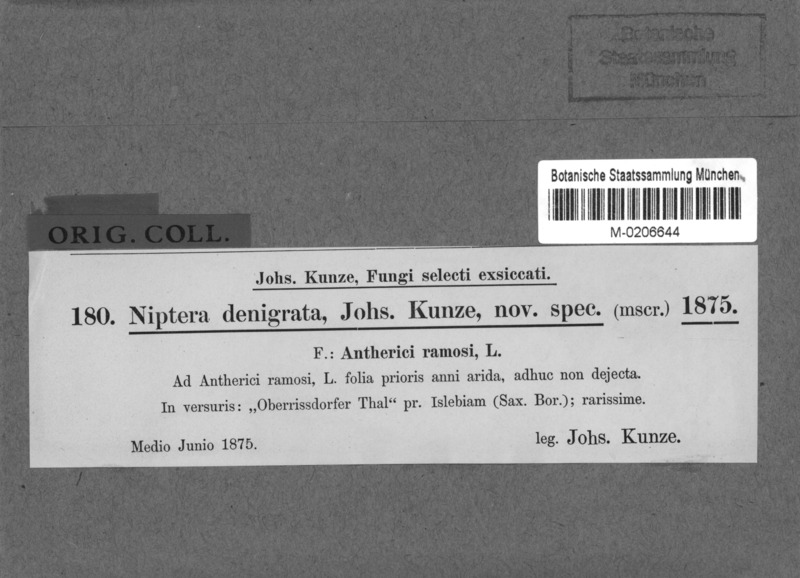 Botanische
Staatssammlung
München
Botanische Staatssammlung München
M-0206644
ORIG. COLL.
Johs. Kunze, Fungi selecti exsiccati.
180. Niptera denigrata, Johs. Kunze, nov. spec. (mscr.) 1875.
F.: Antherici ramosi, L.
Ad Antherici ramosi, L. folia prioris anni arida, adhuc non dejecta.
In versuris: „Oberrissdorfer Thal“ pr. Islebiam (Sax. Bor.); rarissime.
Medio Junio 1875. leg. Johs. Kunze.